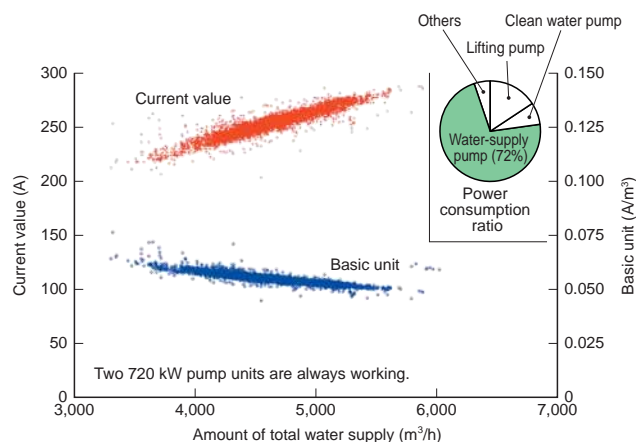 Others
Clean water pump
Lifting pump
Water-supply
pump (72%)
Power
consumption
ratio
Current value (A)
300
250
200
150
100
50
0
Current value
Basic unit
Two 720 kW pump units are always working.
0.150
0.125
0.100
0.075
0.050
0.025
0
Basic unit (A/m³)
3,000
4,000
5,000
6,000
7,000
Amount of total water supply (m³/h)